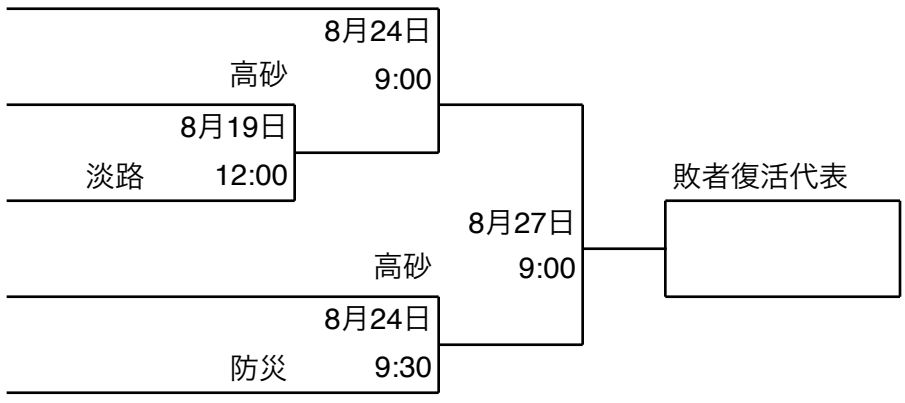 8月24日
高砂 9:00
8月19日
淡路 12:00
敗者復活代表
8月27日
高砂 9:00
8月24日
防災 9:30